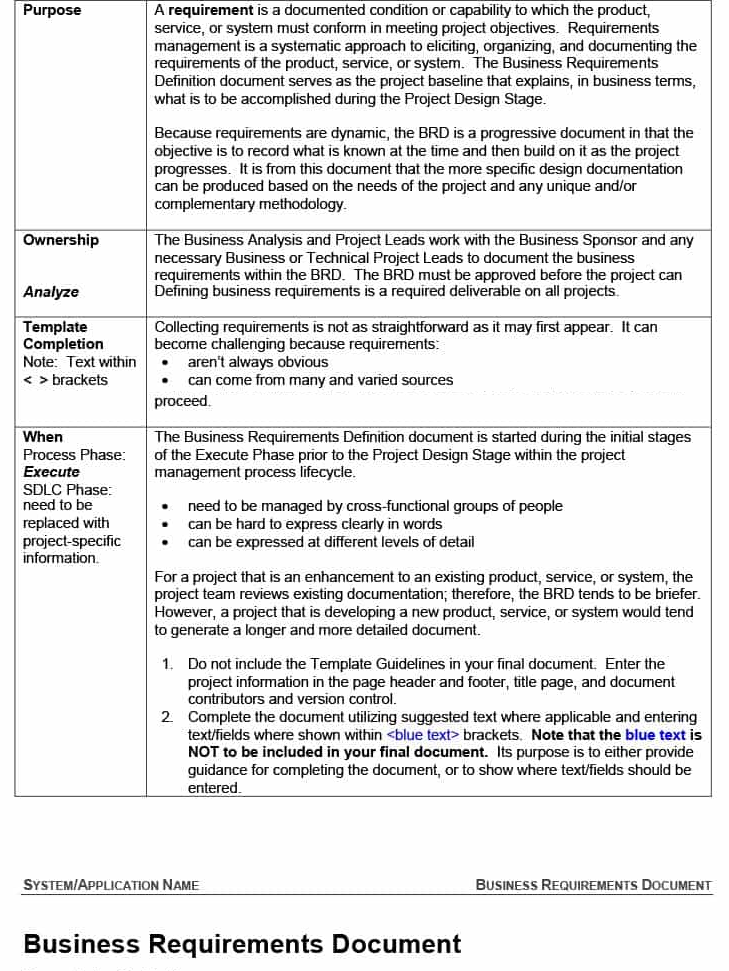 Purpose
A requirement is a documented condition or capability to which the product,
service, or system must conform in meeting project objectives. Requirements
management is a systematic approach to eliciting, organizing, and documenting the
requirements of the product, service, or system. The Business Requirements
Definition document serves as the project baseline that explains, in business terms,
what is to be accomplished during the Project Design Stage.
Because requirements are dynamic, the BRD is a progressive document in that the
objective is to record what is known at the time and then build on it as the project
progresses. It is from this document that the more specific design documentation
can be produced based on the needs of the project and any unique and/or
complementary methodology.
Ownership
Analyze
The Business Analysis and Project Leads work with the Business Sponsor and any
necessary Business or Technical Project Leads to document the business
requirements within the BRD. The BRD must be approved before the project can
Defining business requirements is a required deliverable on all projects.
Template
Completion
Note: Text within
< > brackets
Collecting requirements is not as straightforward as it may first appear. It can
become challenging because requirements:
• aren't always obvious
• can come from many and varied sources
proceed.
When
Process Phase:
Execute
SDLC Phase:
need to be
replaced with
project-specific
information.
The Business Requirements Definition document is started during the initial stages
of the Execute Phase prior to the Project Design Stage within the project
management process lifecycle.
• need to be managed by cross-functional groups of people
• can be hard to express clearly in words
• can be expressed at different levels of detail
For a project that is an enhancement to an existing product, service, or system, the
project team reviews existing documentation; therefore, the BRD tends to be briefer.
However, a project that is developing a new product, service, or system would tend
to generate a longer and more detailed document.
1. Do not include the Template Guidelines in your final document. Enter the
project information in the page header and footer, title page, and document
contributors and version control.
2. Complete the document utilizing suggested text where applicable and entering
text/fields where shown within <blue text> brackets. Note that the blue text is
NOT to be included in your final document. Its purpose is to either provide
guidance for completing the document, or to show where text/fields should be
entered.
SYSTEM/APPLICATION NAME
BUSINESS REQUIREMENTS DOCUMENT
Business Requirements Document